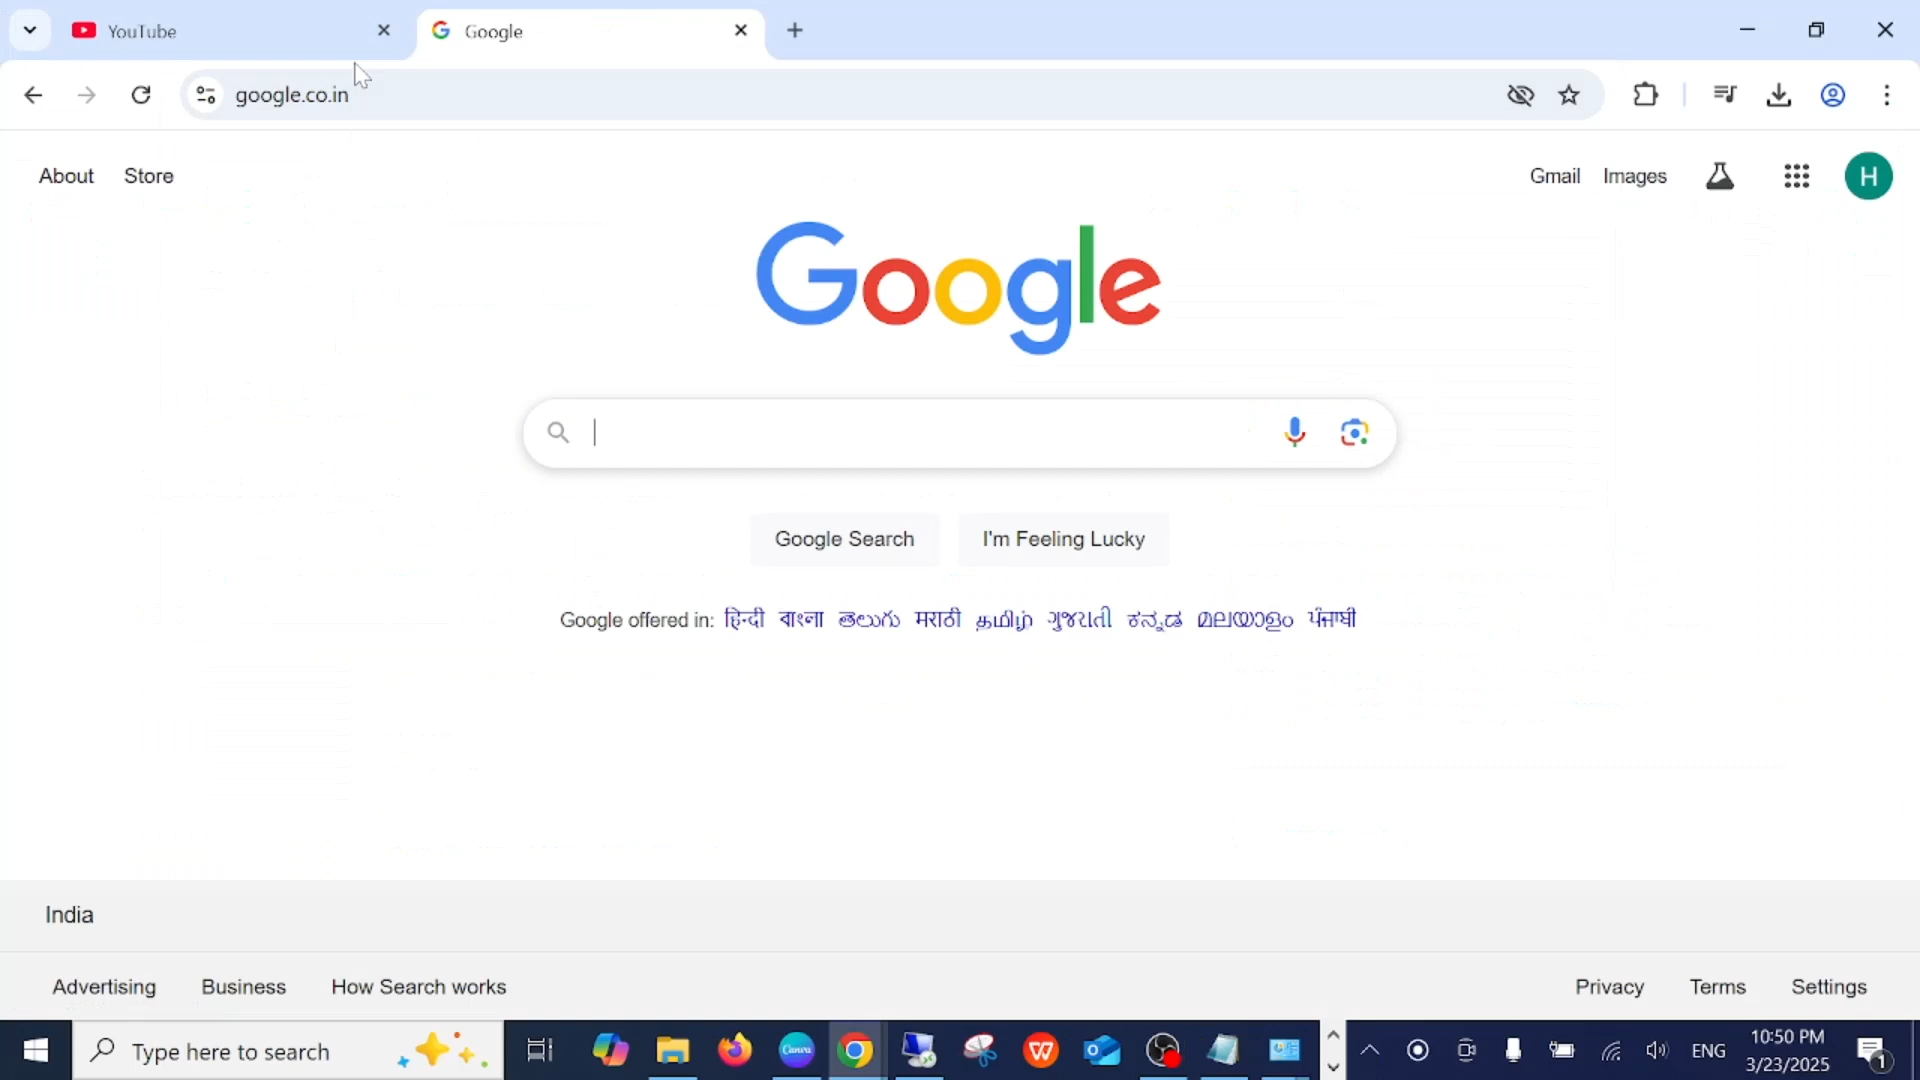 YouTube
Google
google.co.in
About Store
Gmail Images
H
Google
Google Search
I'm Feeling Lucky
Google offered in: हिन्दी বাংলা తెలుగు मराठी தமிழ் ગુજરાતી ಕನ್ನಡ മലയാളം ਪੰਜਾਬੀ
India
Advertising Business How Search works
Privacy Terms Settings
Type here to search
Canva
W
ENG
10:50 PM
3/23/2025
1